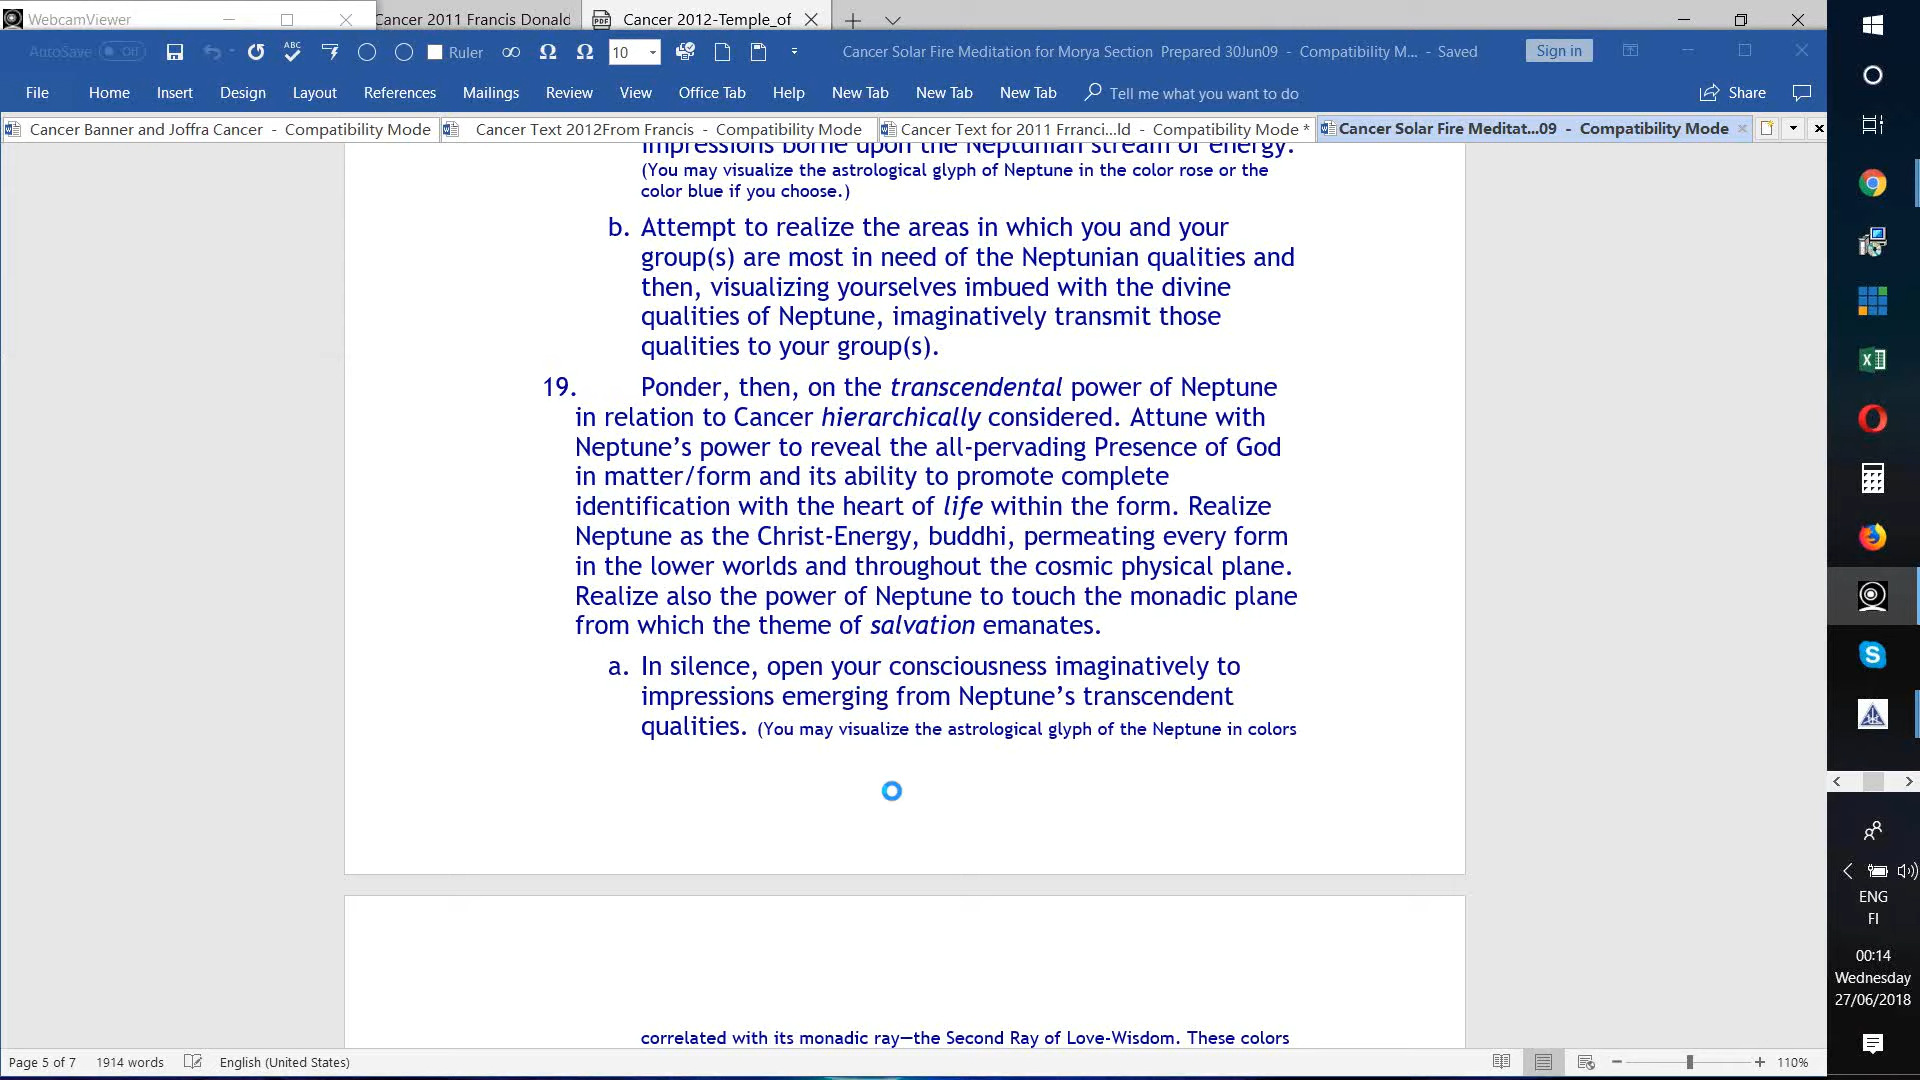 WebcamViewer
Cancer 2011 Francis Donald
Cancer 2012-Temple_of
AutoSave Off
ABC
Ruler
10
Cancer Solar Fire Meditation for Morya Section Prepared 30Jun09 - Compatibility M... - Saved
Sign in
File Home Insert Design Layout References Mailings Review View Office Tab Help New Tab New Tab New Tab Tell me what you want to do Share
Cancer Banner and Joffra Cancer - Compatibility Mode
Cancer Text 2012From Francis - Compatibility Mode
Cancer Text for 2011 Frranci...ld - Compatibility Mode *
Cancer Solar Fire Meditat...09 - Compatibility Mode
impressions borne upon the Neptunian stream of energy.
(You may visualize the astrological glyph of Neptune in the color rose or the
color blue if you choose.)
b. Attempt to realize the areas in which you and your
group(s) are most in need of the Neptunian qualities and
then, visualizing yourselves imbued with the divine
qualities of Neptune, imaginatively transmit those
qualities to your group(s).
19. Ponder, then, on the transcendental power of Neptune
in relation to Cancer hierarchically considered. Attune with
Neptune’s power to reveal the all-pervading Presence of God
in matter/form and its ability to promote complete
identification with the heart of life within the form. Realize
Neptune as the Christ-Energy, buddhi, permeating every form
in the lower worlds and throughout the cosmic physical plane.
Realize also the power of Neptune to touch the monadic plane
from which the theme of salvation emanates.
a. In silence, open your consciousness imaginatively to
impressions emerging from Neptune’s transcendent
qualities. (You may visualize the astrological glyph of the Neptune in colors
correlated with its monadic ray—the Second Ray of Love-Wisdom. These colors
Page 5 of 7 1914 words English (United States) 110%
ENG
FI
00:14
Wednesday
27/06/2018